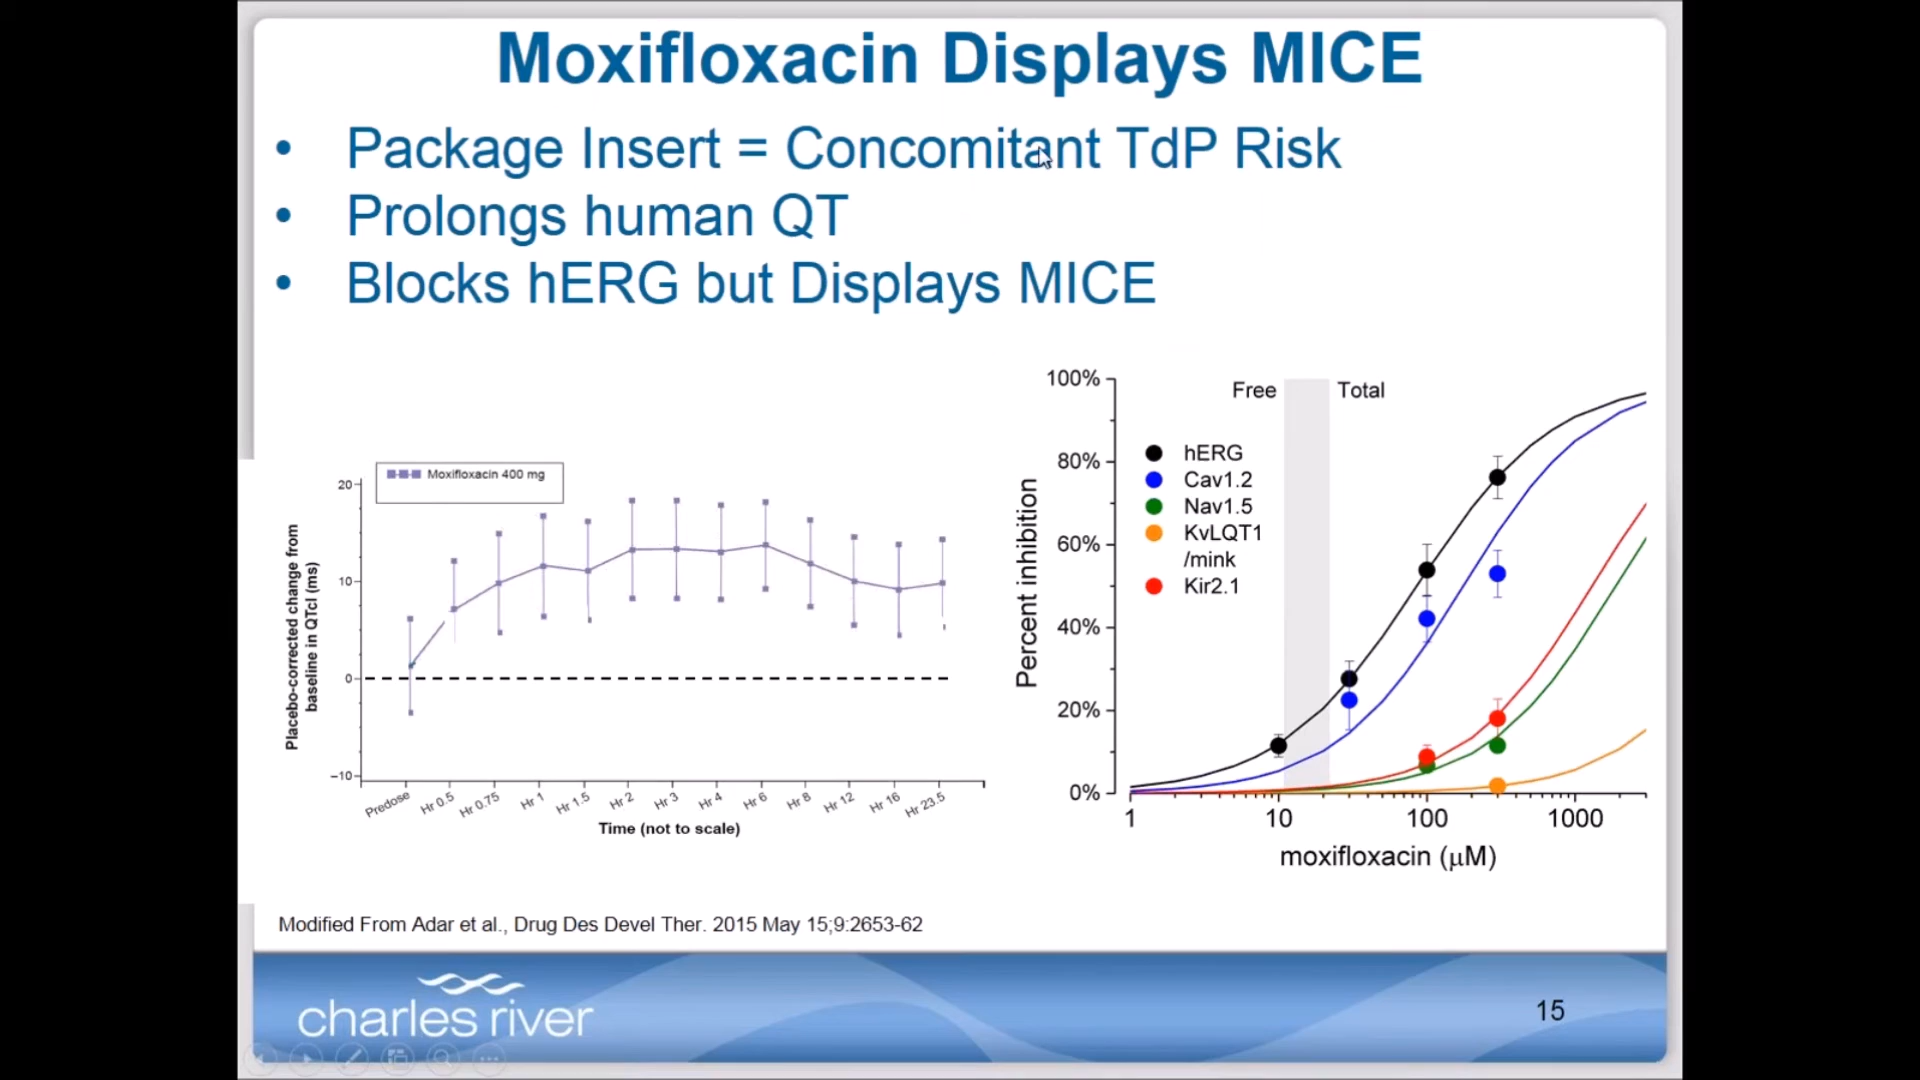 Moxifloxacin Displays MICE
• Package Insert = Concomitant TdP Risk
• Prolongs human QT
• Blocks hERG but Displays MICE
Moxifloxacin 400 mg
20
10
0
−10
Placebo-corrected change from
baseline in QTcI (ms)
Predose
Hr 0.5
Hr 0.75
Hr 1
Hr 1.5
Hr 2
Hr 3
Hr 4
Hr 6
Hr 8
Hr 12
Hr 16
Hr 23.5
Time (not to scale)
100%
80%
60%
40%
20%
0%
Percent inhibition
Free
Total
hERG
Cav1.2
Nav1.5
KvLQT1
/mink
Kir2.1
1
10
100
1000
moxifloxacin (µM)
Modified From Adar et al., Drug Des Devel Ther. 2015 May 15;9:2653-62
charles river
15